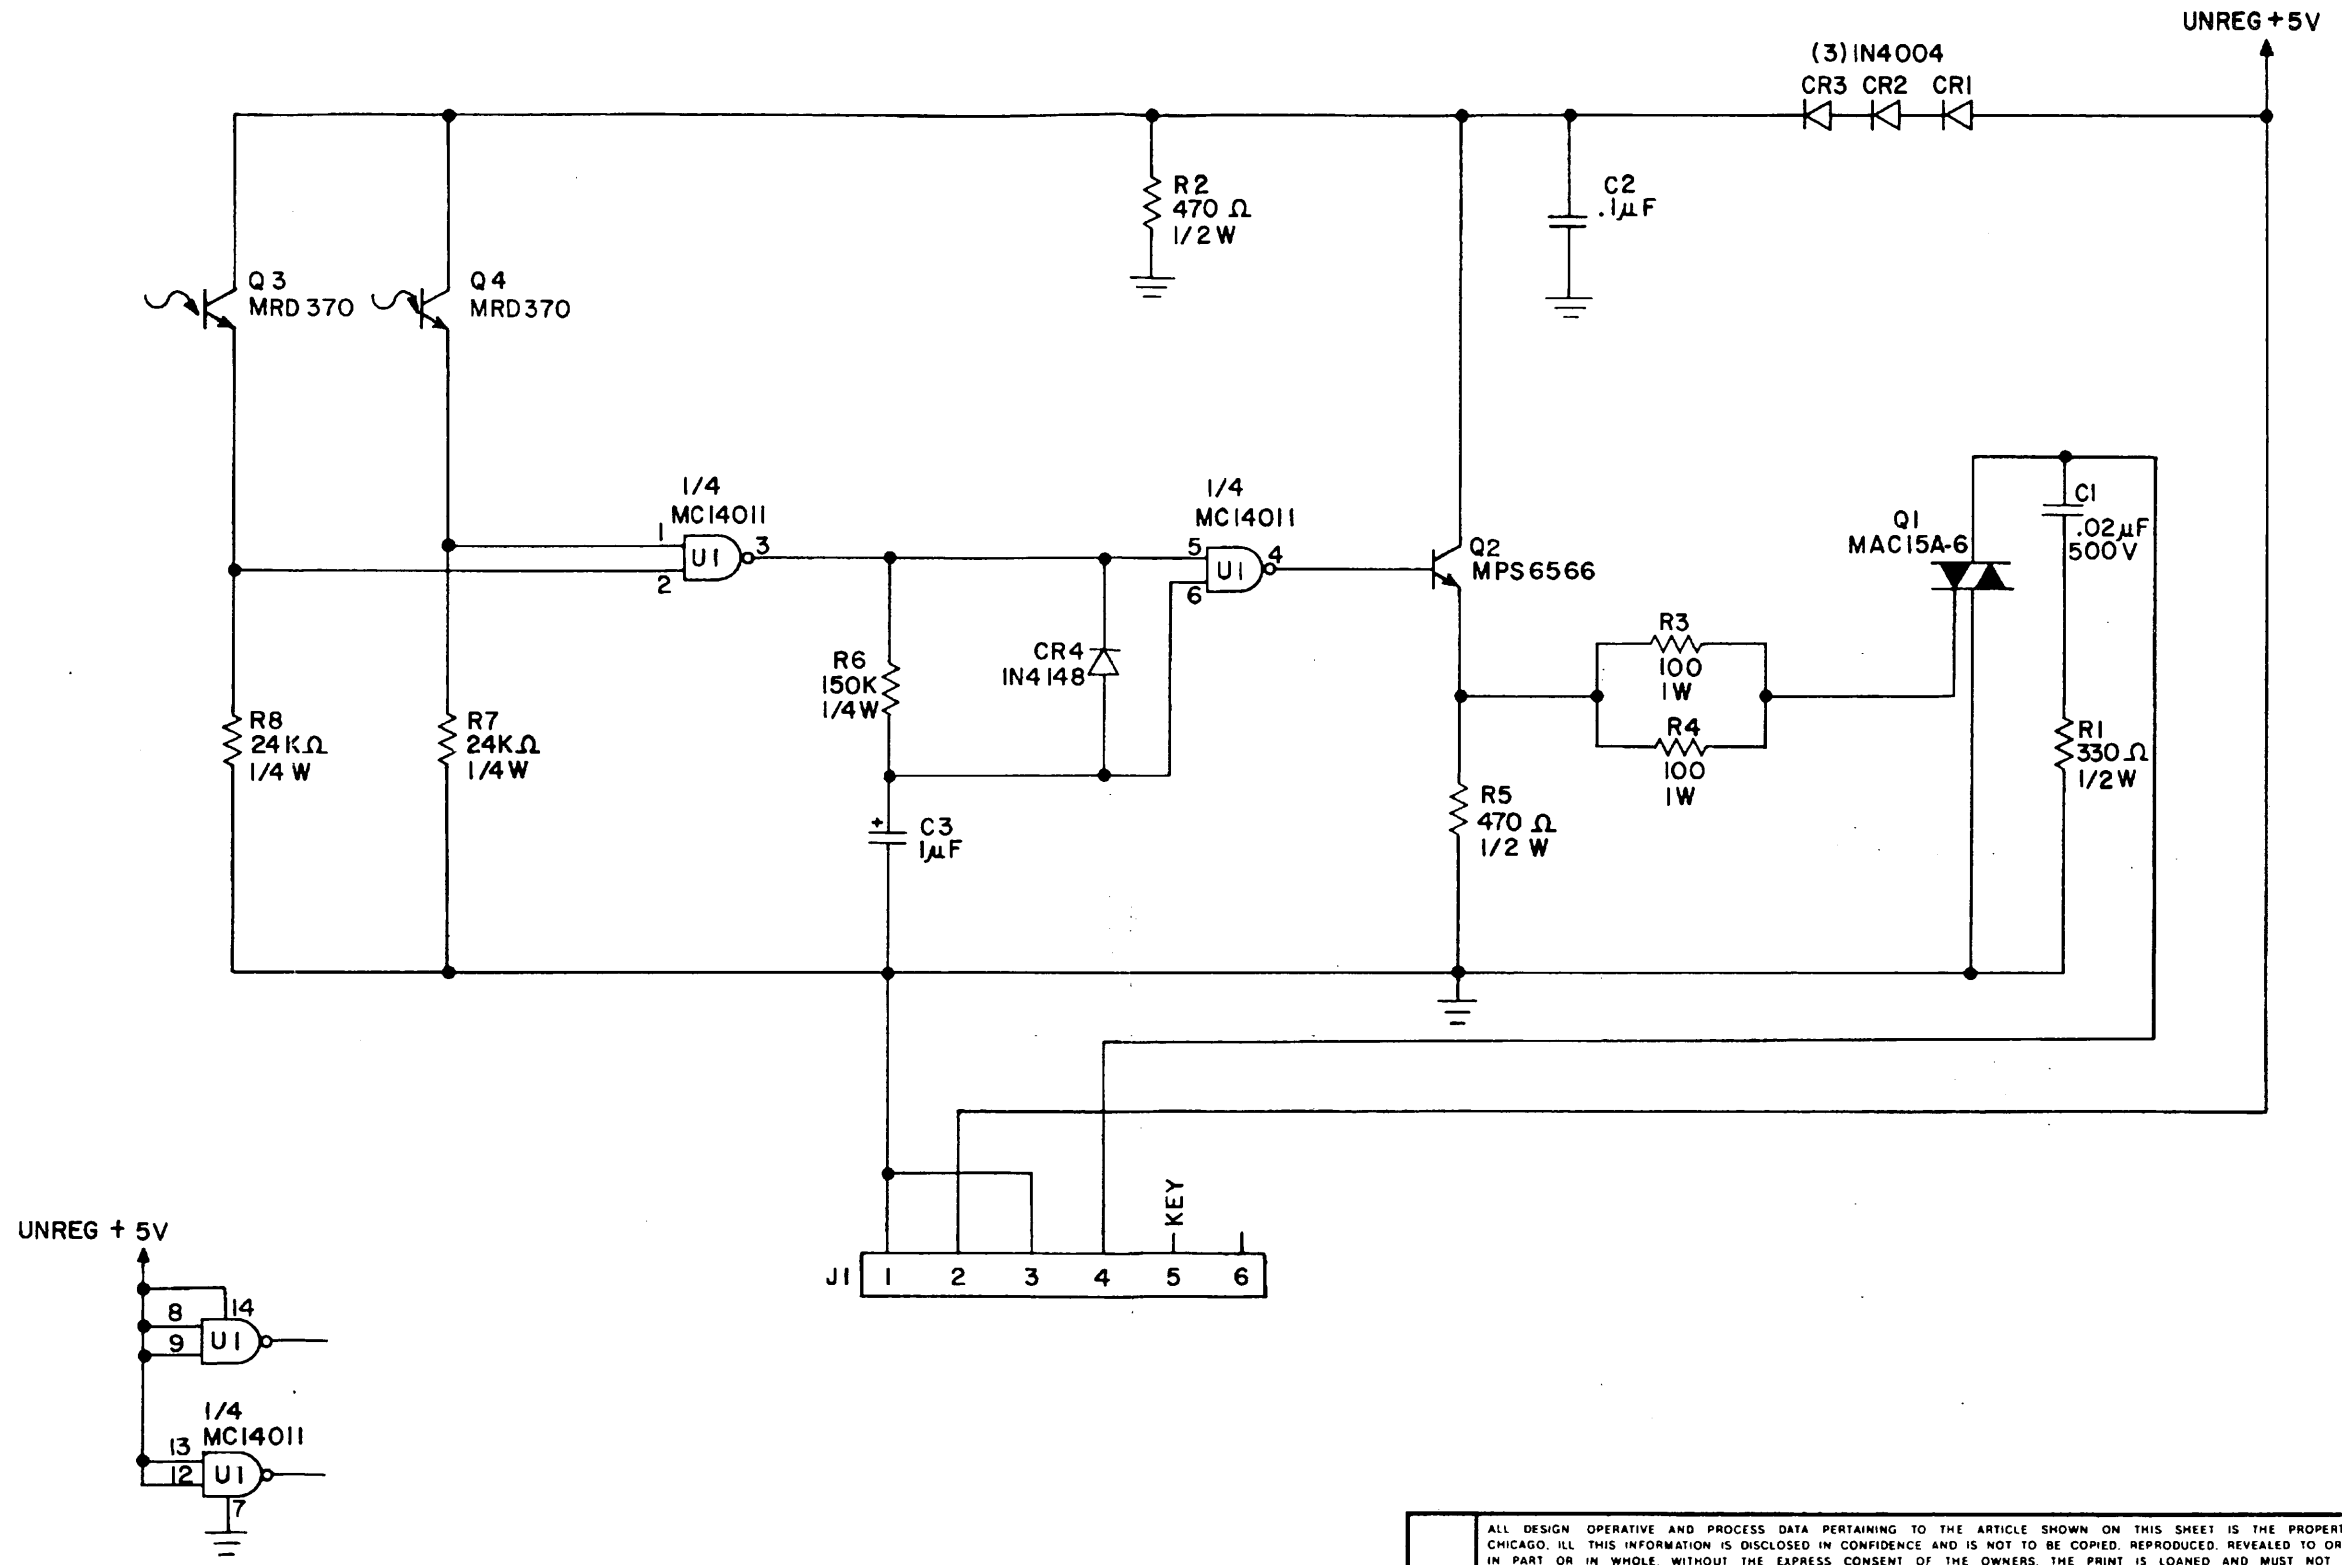 UNREG +5V
(3) IN4004
CR3 CR2 CR1
R2
470 Ω
1/2 W
C2
.1µF
Q3
MRD 370
Q4
MRD370
1/4
MC14011
1
2
U1
3
1/4
MC14011
5
6
U1
4
Q2
MPS6566
Q1
MAC15A-6
C1
.02µF
500V
R3
100
1W
R4
100
1W
R6
150K
1/4W
CR4
1N4148
R8
24KΩ
1/4 W
R7
24KΩ
1/4W
R1
330 Ω
1/2W
R5
470 Ω
1/2 W
+
C3
1µF
KEY
J1 1 2 3 4 5 6
UNREG + 5V
14
8
9
U1
1/4
MC14011
13
12
U1
7
ALL DESIGN OPERATIVE AND PROCESS DATA PERTAINING TO THE ARTICLE SHOWN ON THIS SHEET IS THE
CHICAGO, ILL THIS INFORMATION IS DISCLOSED IN CONFIDENCE AND IS NOT TO BE COPIED, REPRODUCED, REVEALED TO
IN PART OR IN WHOLE, WITHOUT THE EXPRESS CONSENT OF THE OWNERS. THE PRINT IS LOANED AND MUST NOT